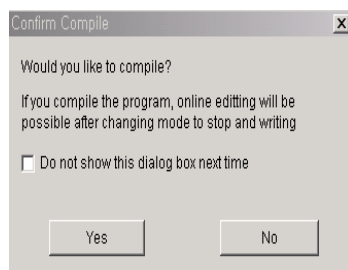 Confirm Compile
Would you like to compile?
If you compile the program, online editting will be
possible after changing mode to stop and writing
Do not show this dialog box next time
Yes
No